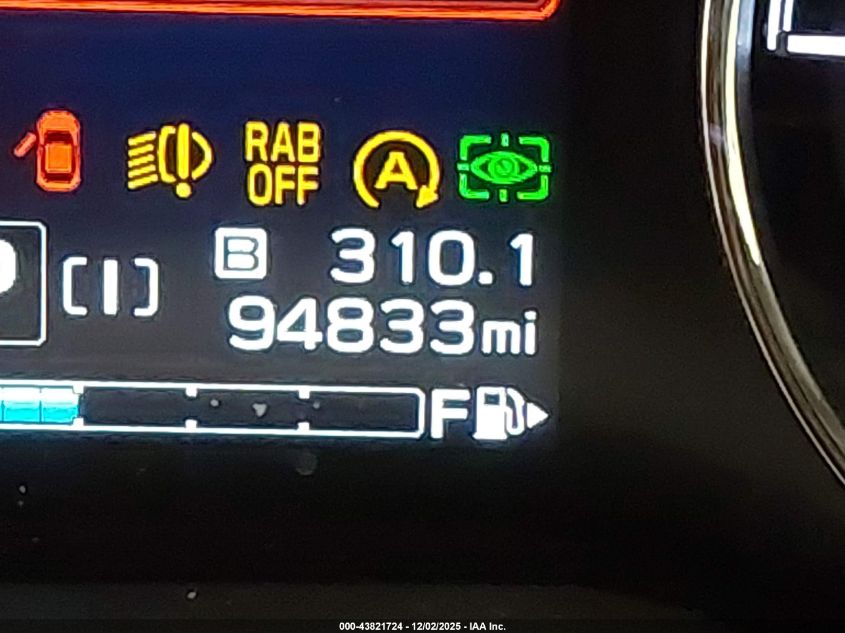 RAB
OFF
A
B 310.1
94833mi
F
000-43821724 - 12/02/2025 - IAA Inc.